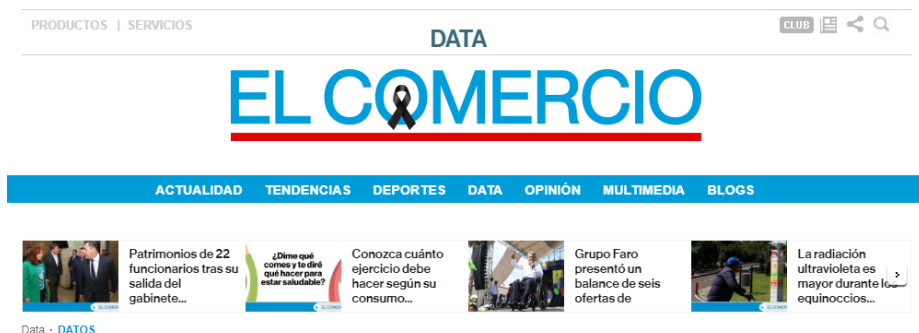 PRODUCTOS | SERVICIOS
CLUB
DATA
EL COMERCIO
ACTUALIDAD TENDENCIAS DEPORTES DATA OPINIÓN MULTIMEDIA BLOGS
Patrimonios de 22
funcionarios tras su
salida del
gabinete...
¿Dime qué
comes y te diré
qué hacer para
estar saludable?
Conozca cuánto
ejercicio debe
hacer según su
consumo...
Grupo Faro
presentó un
balance de seis
ofertas de
La radiación
ultravioleta es
mayor durante los
equinoccios...
Data · DATOS